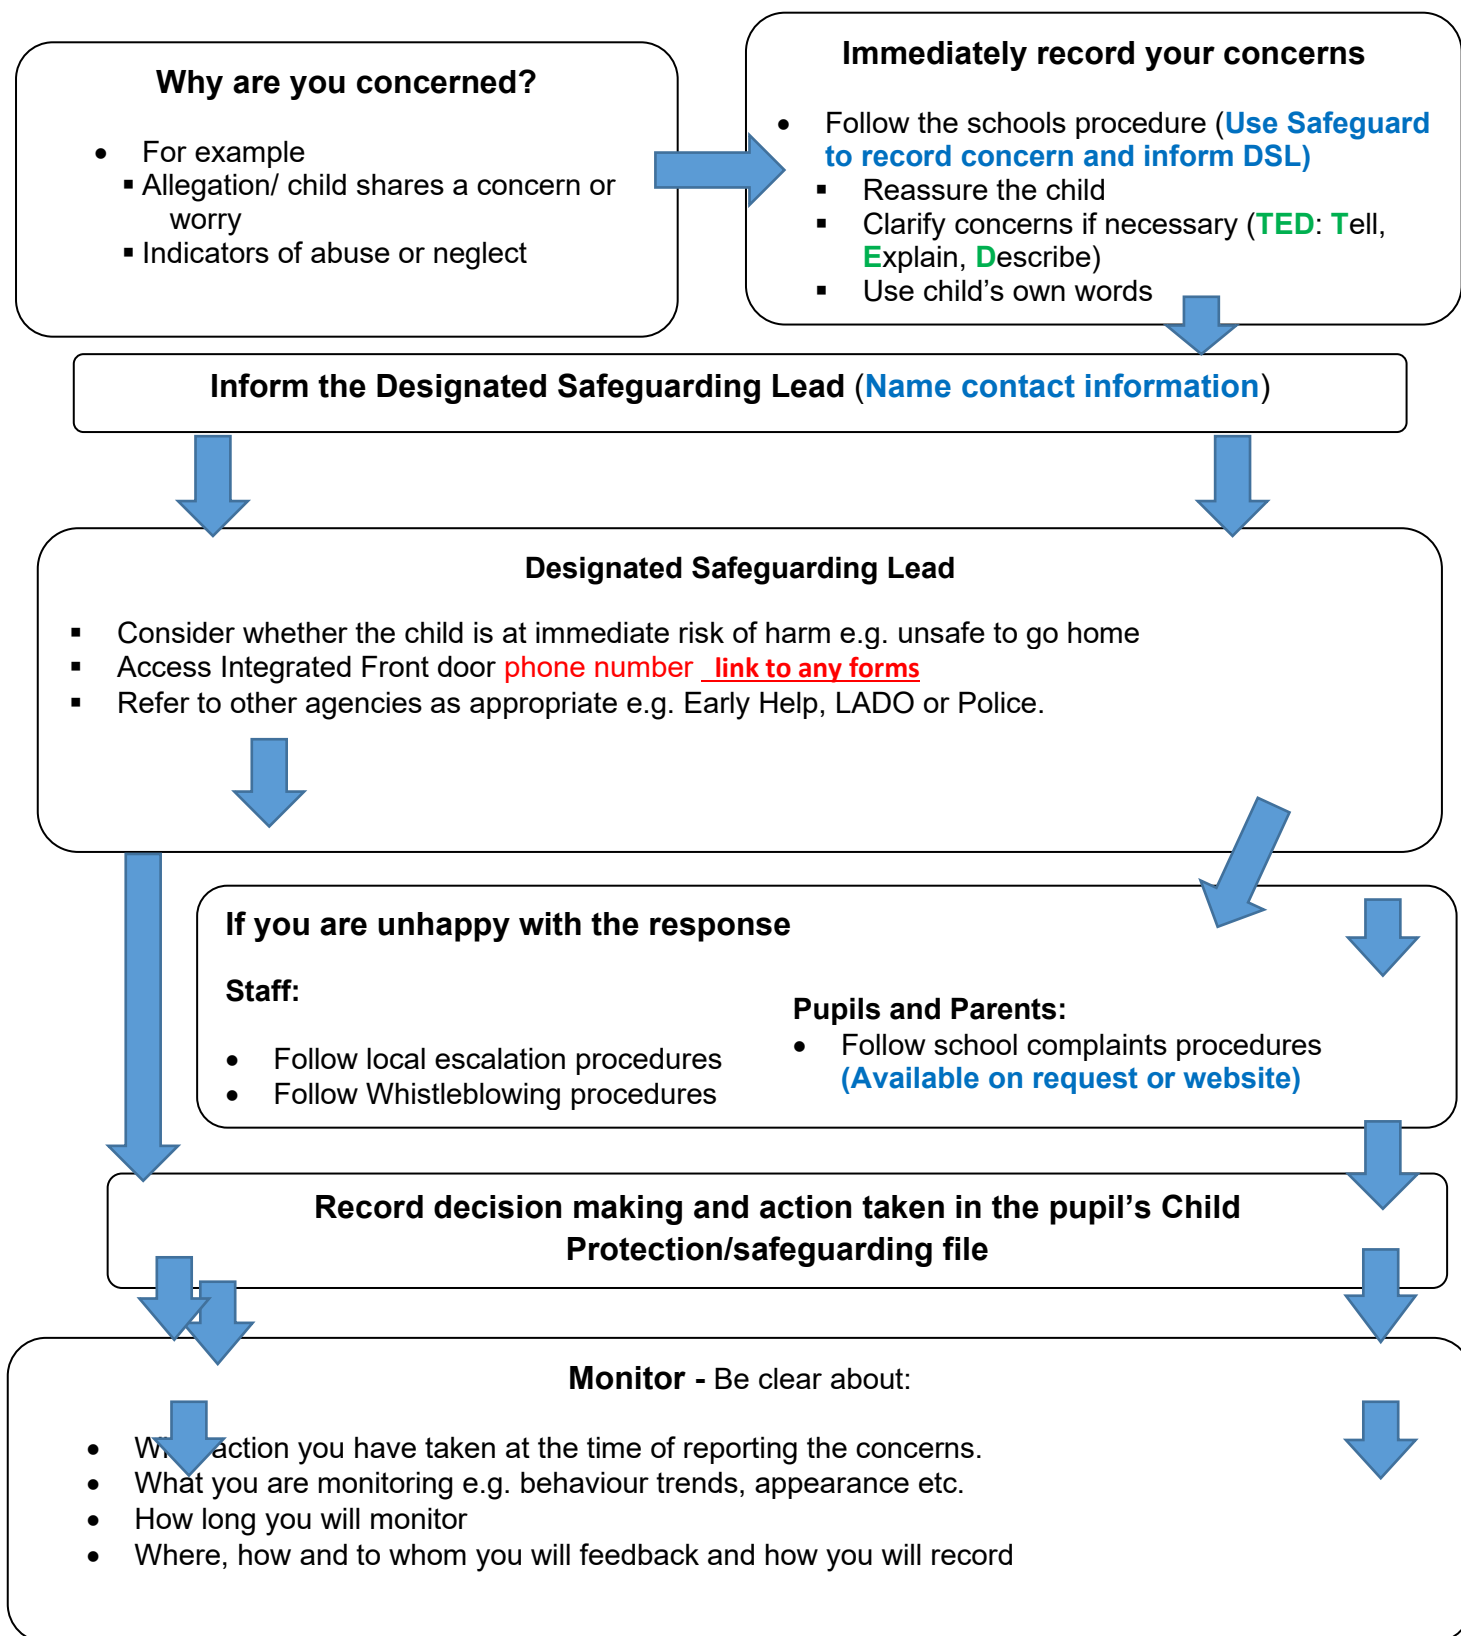 Why are you concerned?
• For example
▪ Allegation/ child shares a concern or
worry
▪ Indicators of abuse or neglect
Immediately record your concerns
• Follow the schools procedure (Use Safeguard
to record concern and inform DSL)
▪ Reassure the child
▪ Clarify concerns if necessary (TED: Tell,
Explain, Describe)
▪ Use child’s own words
Inform the Designated Safeguarding Lead (Name contact information)
Designated Safeguarding Lead
▪ Consider whether the child is at immediate risk of harm e.g. unsafe to go home
▪ Access Integrated Front door phone number link to any forms
▪ Refer to other agencies as appropriate e.g. Early Help, LADO or Police.
If you are unhappy with the response
Staff:
• Follow local escalation procedures
• Follow Whistleblowing procedures
Pupils and Parents:
• Follow school complaints procedures
(Available on request or website)
Record decision making and action taken in the pupil’s Child
Protection/safeguarding file
Monitor - Be clear about:
• action you have taken at the time of reporting the concerns.
• What you are monitoring e.g. behaviour trends, appearance etc.
• How long you will monitor
• Where, how and to whom you will feedback and how you will record